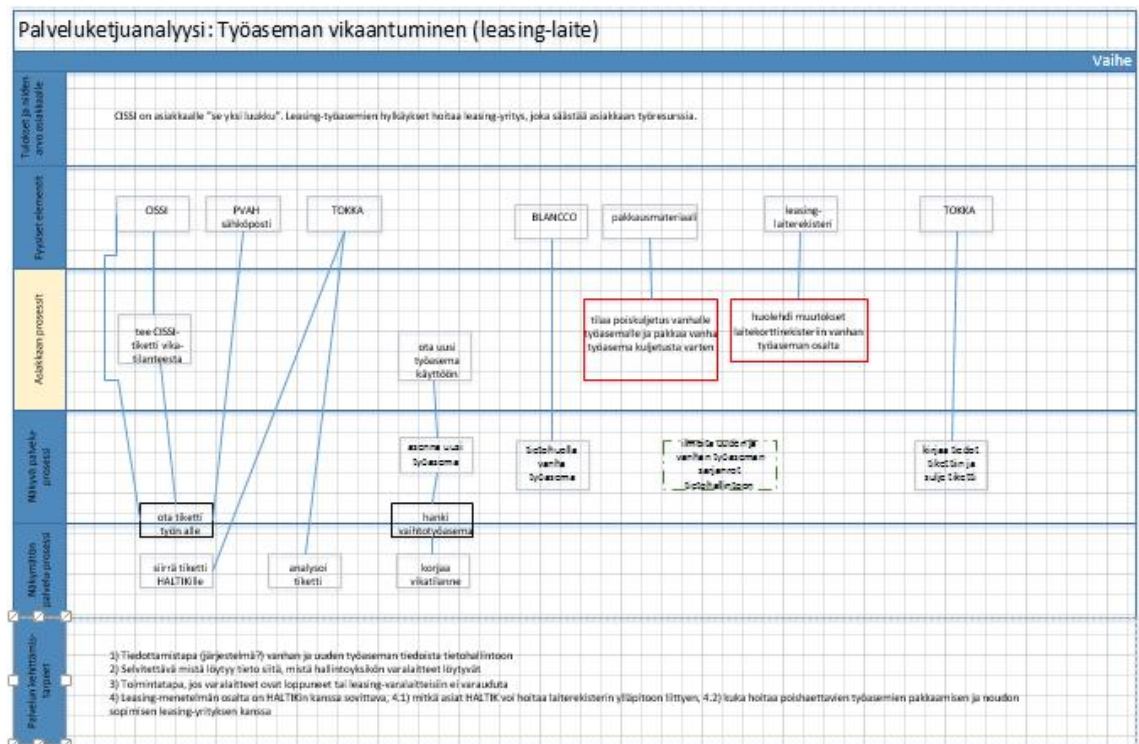 Palveluketjuanalyysi: Työaseman vikaantuminen (leasing-laite)
Vaihe
Tulokset ja niiden
arvo asiakkaalle
CISSI on asiakkaalle "se yksi luukku". Leasing-työasemien hylkäykset hoitaa leasing-yritys, joka säästää asiakkaan työresurssia.
Fyysiset elementit
CISSI
PVAH
sähköposti
TOKKA
BLANCCO
pakkausmateriaali
leasing-
laiterekisteri
TOKKA
Asiakkaan prosessit
tee CISSI-
tiketti vika-
tilanteesta
ota uusi
työasema
käyttöön
tilaa poiskuljetus vanhalle
työasemalle ja pakkaa vanha
työasema kuljetusta varten
huolehdi muutokset
laitekorttirekisteriin vanhan
työaseman osalta
Näkyvä palvelu-
prosessi
asenna uusi
työasema
tietohuolla
vanha
työasema
vanhan työaseman
sarjanrot
tietohallintoon
kirjaa tiedot
tikettiin ja
sulje tiketti
ota tiketti
työn alle
hanki
vaihtotyöasema
Näkymätön
palvelu-prosessi
siirrä tiketti
HALTIKille
analysoi
tiketti
korjaa
vikatilanne
Palvelun kehittämis-
tarpeet
1) Tiedottamistapa (järjestelmä?) vanhan ja uuden työaseman tiedoista tietohallintoon
2) Selvitettävä mistä löytyy tieto siitä, mistä hallintoyksikön varalaitteet löytyvät
3) Toimintatapa, jos varalaitteet ovat loppuneet tai leasing-varalaitteisiin ei varauduta
4) Leasing-menetelmän osalta on HALTIKin kanssa sovittava, 4.1) mitkä asiat HALTIK voi hoitaa laiterekisterin ylläpitoon liittyen, 4.2) kuka hoitaa poishaettavien työasemien pakkaamisen ja noudon
sopimisen leasing-yrityksen kanssa